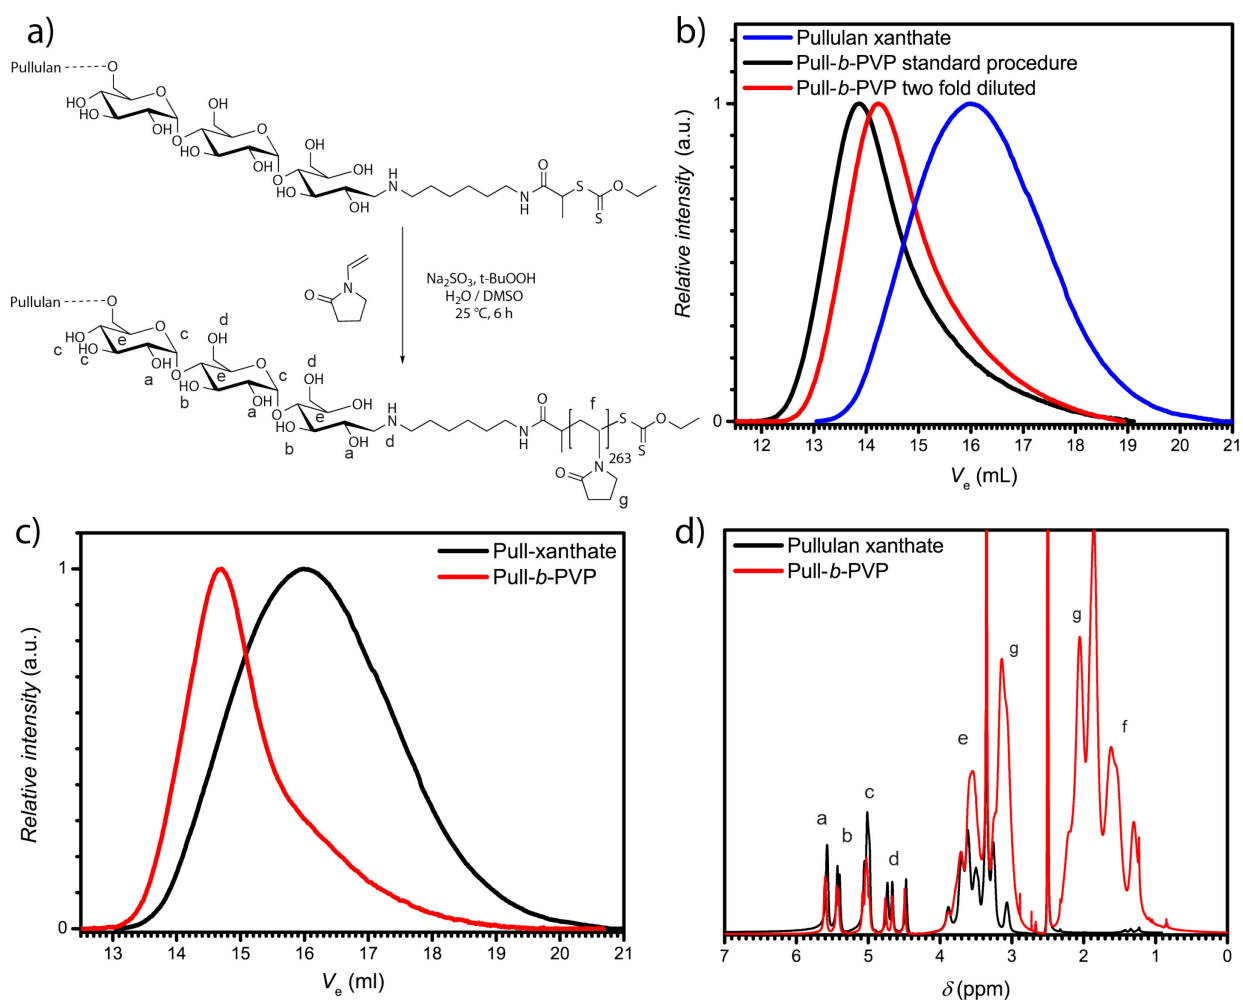 a)
Pullulan
O
O
HO
HO
OH
O
HO
O
HO
OH
O
HO
OH
OH
HO
OH
H
N
N
H
O
S
O
S
N
O
Na2SO3, t-BuOOH
H2O / DMSO
25 °C, 6 h
Pullulan
O
c
d
HO
O
HO
e
HO
c
c
OH
O
O
c
d
a
HO
e
HO
b
a
OH
O
OH
e
OH
HO
b
OH
a
H
N
d
N
H
O
f
S
O
S
263
N
O
g
b)
Pullulan xanthate
Pull-b-PVP standard procedure
Pull-b-PVP two fold diluted
Relative intensity (a.u.)
1
0
12 13 14 15 16 17 18 19 20 21
Ve (mL)
c)
Pull-xanthate
Pull-b-PVP
Relative intensity (a.u.)
1
0
13 14 15 16 17 18 19 20 21
Ve (ml)
d)
Pullulan xanthate
Pull-b-PVP
a
b
c
d
e
g
g
f
7 6 5 4 3 2 1 0
δ (ppm)